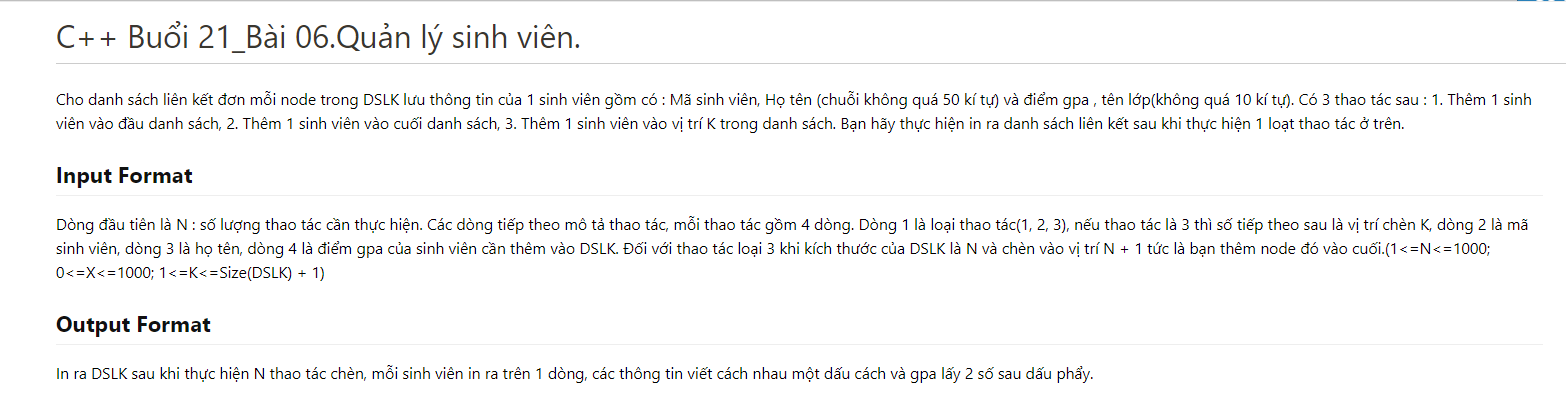 C++ Buổi 21_Bài 06.Quản lý sinh viên.
Cho danh sách liên kết đơn mỗi node trong DSLK lưu thông tin của 1 sinh viên gồm có : Mã sinh viên, Họ tên (chuỗi không quá 50 kí tự) và điểm gpa , tên lớp(không quá 10 kí tự). Có 3 thao tác sau : 1. Thêm 1 sinh
viên vào đầu danh sách, 2. Thêm 1 sinh viên vào cuối danh sách, 3. Thêm 1 sinh viên vào vị trí K trong danh sách. Bạn hãy thực hiện in ra danh sách liên kết sau khi thực hiện 1 loạt thao tác ở trên.
Input Format
Dòng đầu tiên là N : số lượng thao tác cần thực hiện. Các dòng tiếp theo mô tả thao tác, mỗi thao tác gồm 4 dòng. Dòng 1 là loại thao tác(1, 2, 3), nếu thao tác là 3 thì số tiếp theo sau là vị trí chèn K, dòng 2 là mã
sinh viên, dòng 3 là họ tên, dòng 4 là điểm gpa của sinh viên cần thêm vào DSLK. Đối với thao tác loại 3 khi kích thước của DSLK là N và chèn vào vị trí N + 1 tức là bạn thêm node đó vào cuối.(1<=N<=1000;
0<=X<=1000; 1<=K<=Size(DSLK) + 1)
Output Format
In ra DSLK sau khi thực hiện N thao tác chèn, mỗi sinh viên in ra trên 1 dòng, các thông tin viết cách nhau một dấu cách và gpa lấy 2 số sau dấu phẩy.